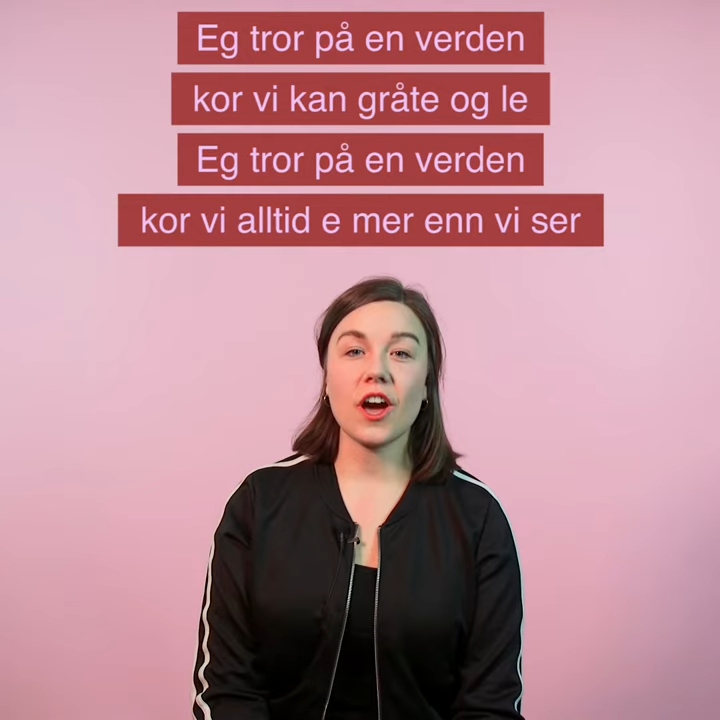 Eg tror på en verden
kor vi kan gråte og le
Eg tror på en verden
kor vi alltid e mer enn vi ser